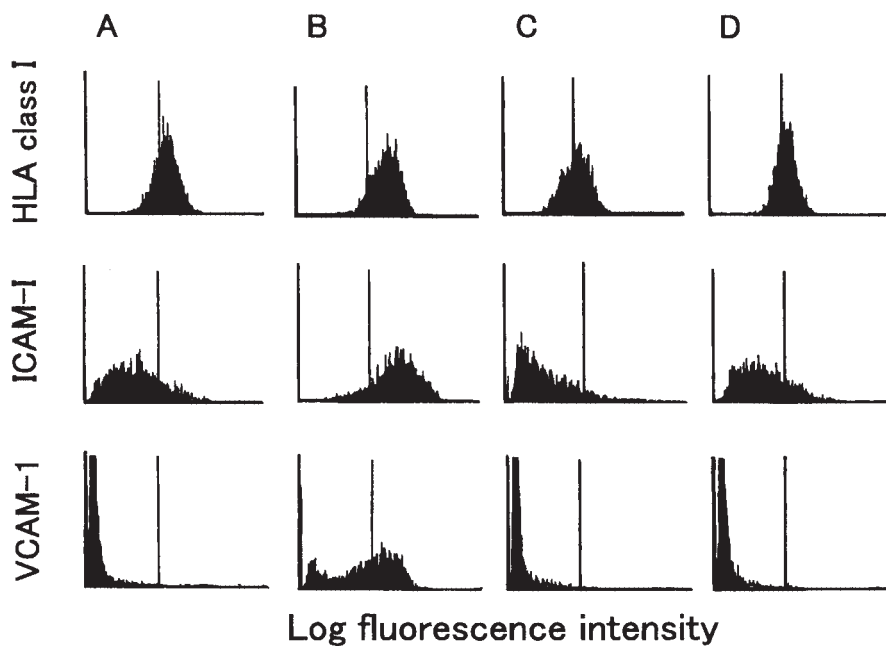 A B C D
HLA class I
ICAM-I
VCAM-1
Log fluorescence intensity